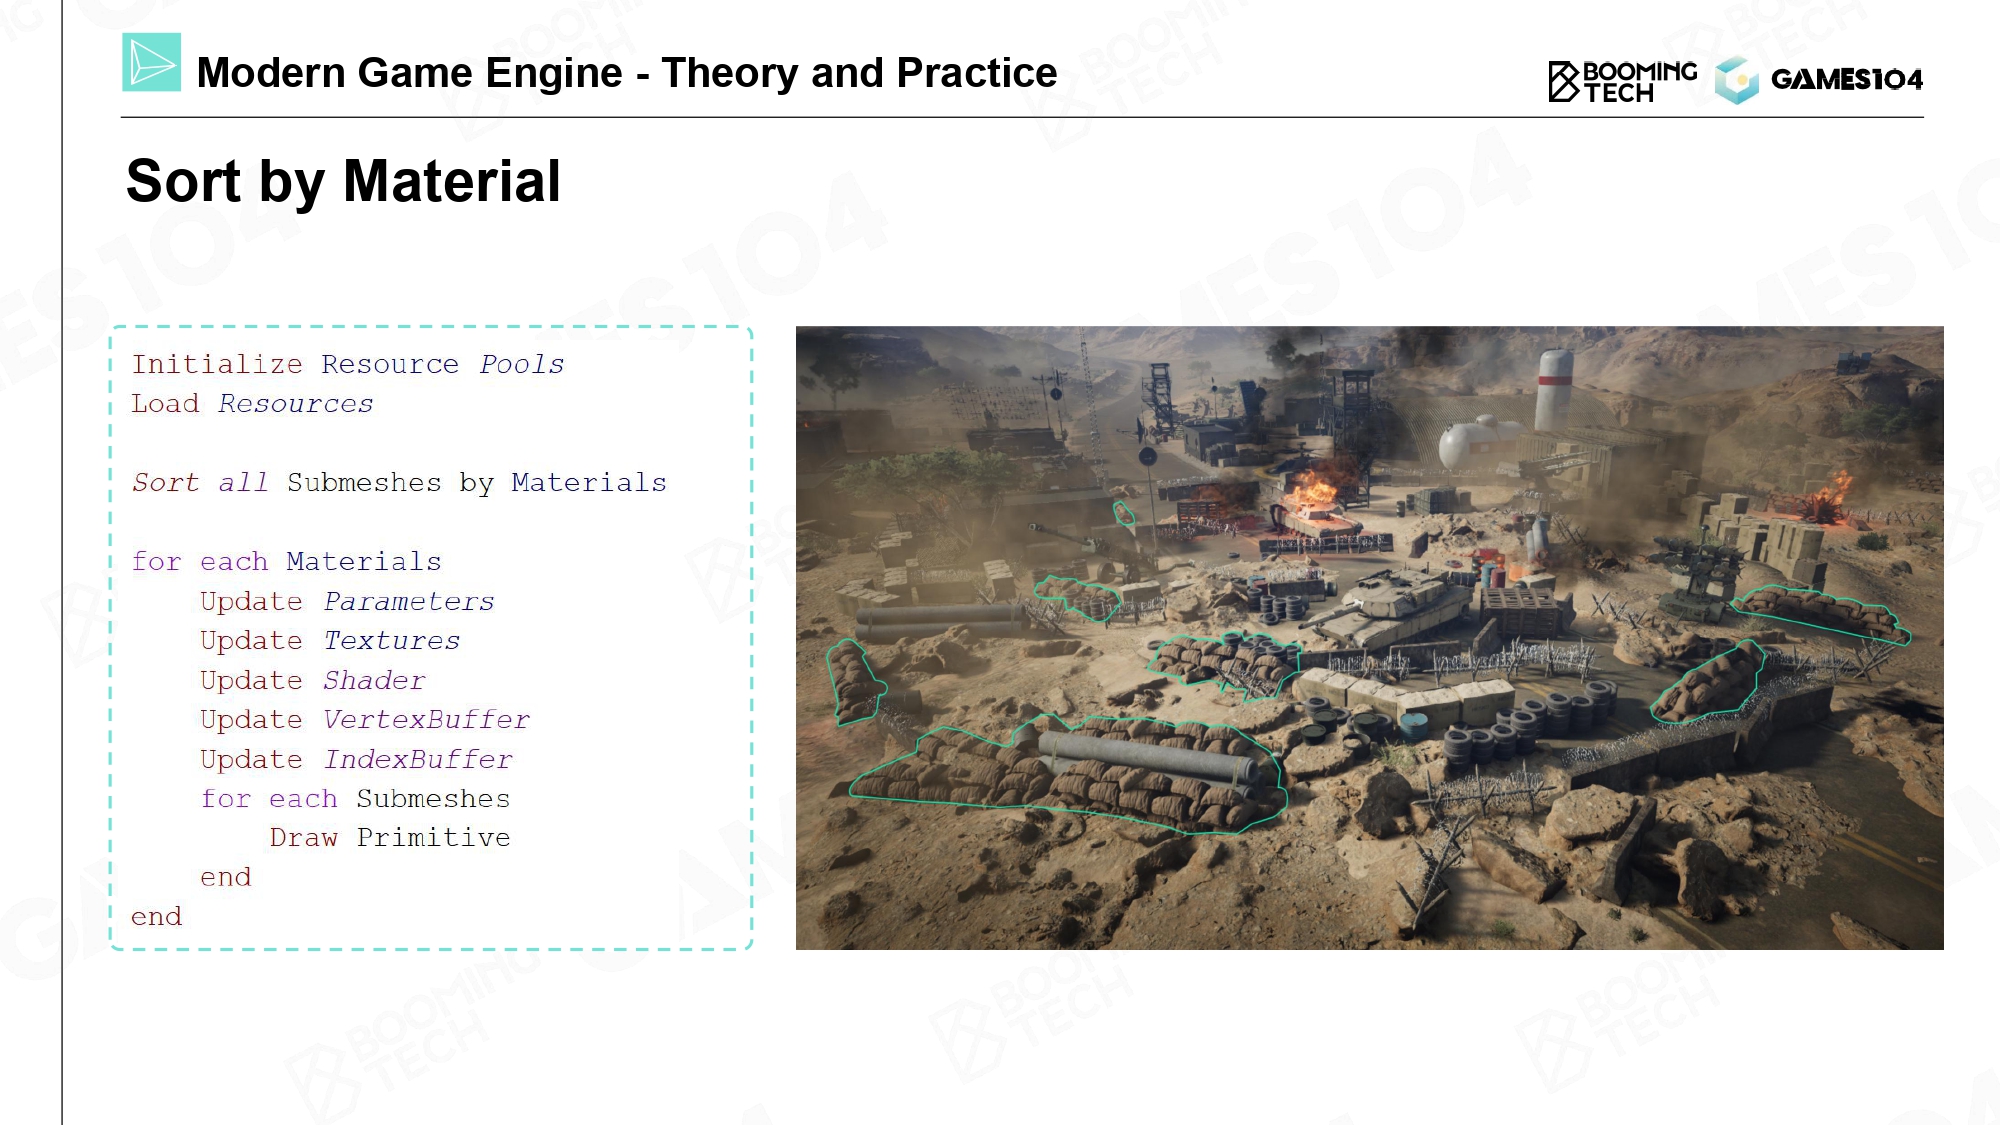 Modern Game Engine - Theory and Practice
BOOMING
TECH
GAMES104
Sort by Material
Initialize Resource Pools
Load Resources
Sort all Submeshes by Materials
for each Materials
Update Parameters
Update Textures
Update Shader
Update VertexBuffer
Update IndexBuffer
for each Submeshes
Draw Primitive
end
end